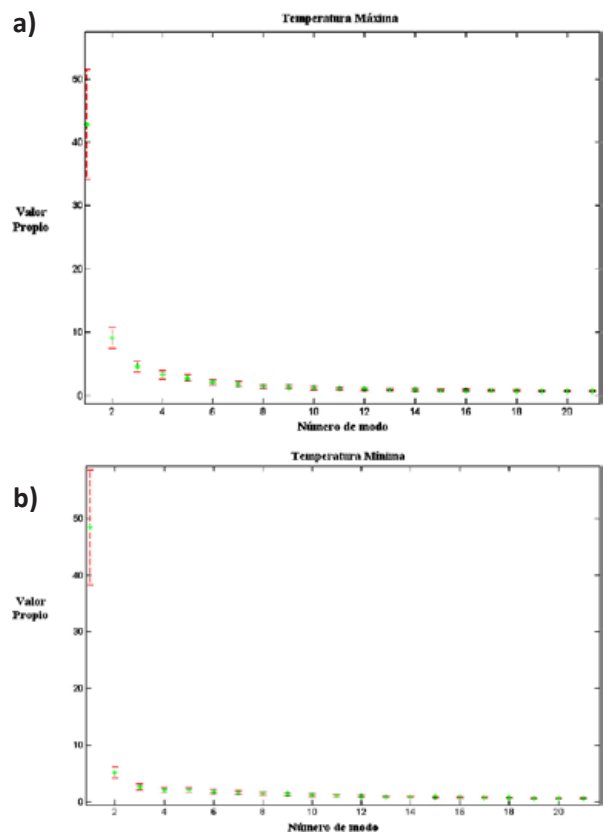 a)
Temperatura Máxima
50
40
30
20
10
0
Valor
Propio
2 4 6 8 10 12 14 16 18 20
Número de modo
b)
Temperatura Mínima
50
40
30
20
10
0
Valor
Propio
2 4 6 8 10 12 14 16 18 20
Número de modo